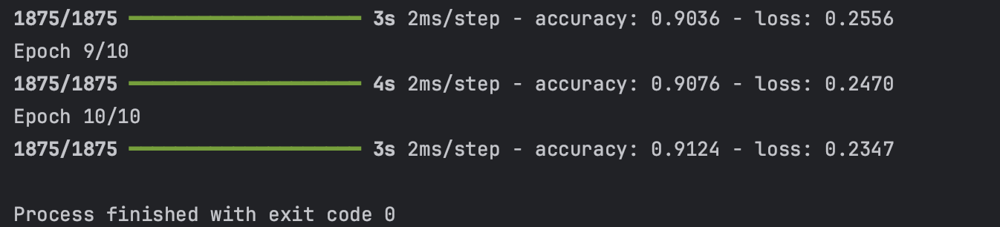 1875/1875 ━━━━━━━━━━━━━━━━━━━━ 3s 2ms/step - accuracy: 0.9036 - loss: 0.2556
Epoch 9/10
1875/1875 ━━━━━━━━━━━━━━━━━━━━ 4s 2ms/step - accuracy: 0.9076 - loss: 0.2470
Epoch 10/10
1875/1875 ━━━━━━━━━━━━━━━━━━━━ 3s 2ms/step - accuracy: 0.9124 - loss: 0.2347
Process finished with exit code 0